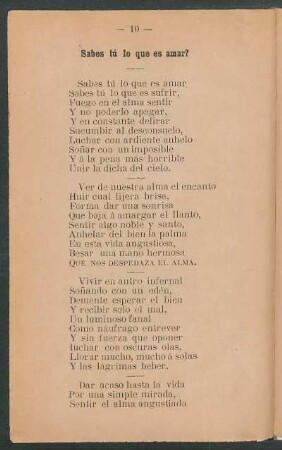 — 10 —
Sabes tú lo que es amar?
Sabes tú lo que es amar
Sabes tú lo que es sufrir,
Fuego en el alma sentir
Y no poderlo apagar,
Y en constante delirar
Sucumbir al desconsuelo,
Luchar con ardiente anhelo
Soñar con un imposible
Y á la pena más horrible
Unir la dicha del cielo.
Ver de nuestra alma el encanto
Huir cual lijera brisa,
Forma dar una sonrisa
Que baja á amargar el llanto,
Sentir algo noble y santo,
Anhelar del bien la palma
En esta vida angustiosa,
Besar una mano hermosa
QUE NOS DESPEDAZA EL ALMA.
Vivir en antro infernal
Soñando con un edén,
Demente esperar el bien
Y recibir solo el mal,
Un luminoso fanal
Como náufrago entrever
Y sin fuerza que oponer
luchar con oscuras olas,
Llorar mucho, mucho á solas
Y las lágrimas beber.
Dar acaso hasta la vida
Por una simple mirada,
Sentir el alma angustiada